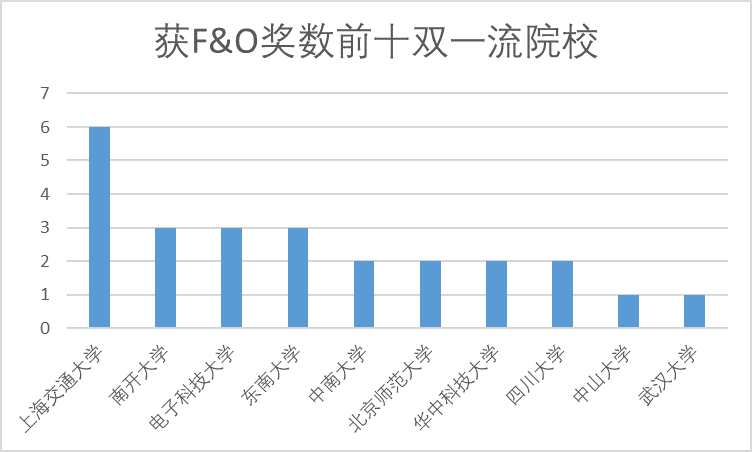 获F&O奖数前十双一流院校
7
6
5
4
3
2
1
0
上海交通大学
南开大学
电子科技大学
东南大学
中南大学
北京师范大学
华中科技大学
四川大学
中山大学
武汉大学